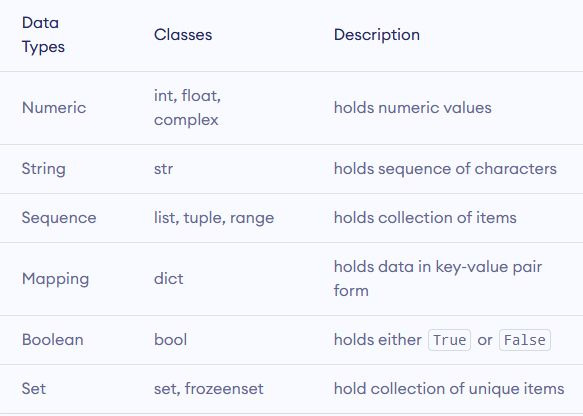 Data Types Classes Description
Numeric int, float, complex holds numeric values
String str holds sequence of characters
Sequence list, tuple, range holds collection of items
Mapping dict holds data in key-value pair form
Boolean bool holds either True or False
Set set, frozeenset hold collection of unique items